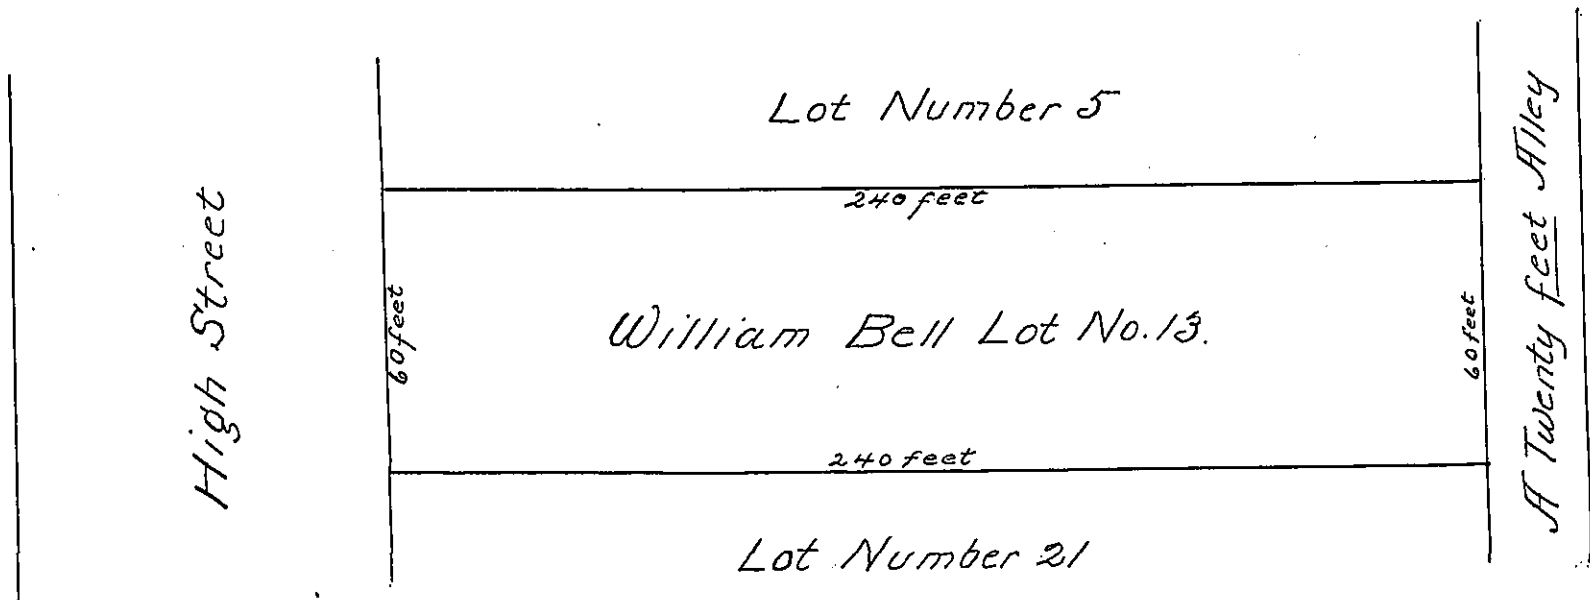 Lot Number 5
240 feet
High Street
60 feet
William Bell Lot No. 13.
60 feet
A Twenty feet Alley
240 feet
Lot Number 21